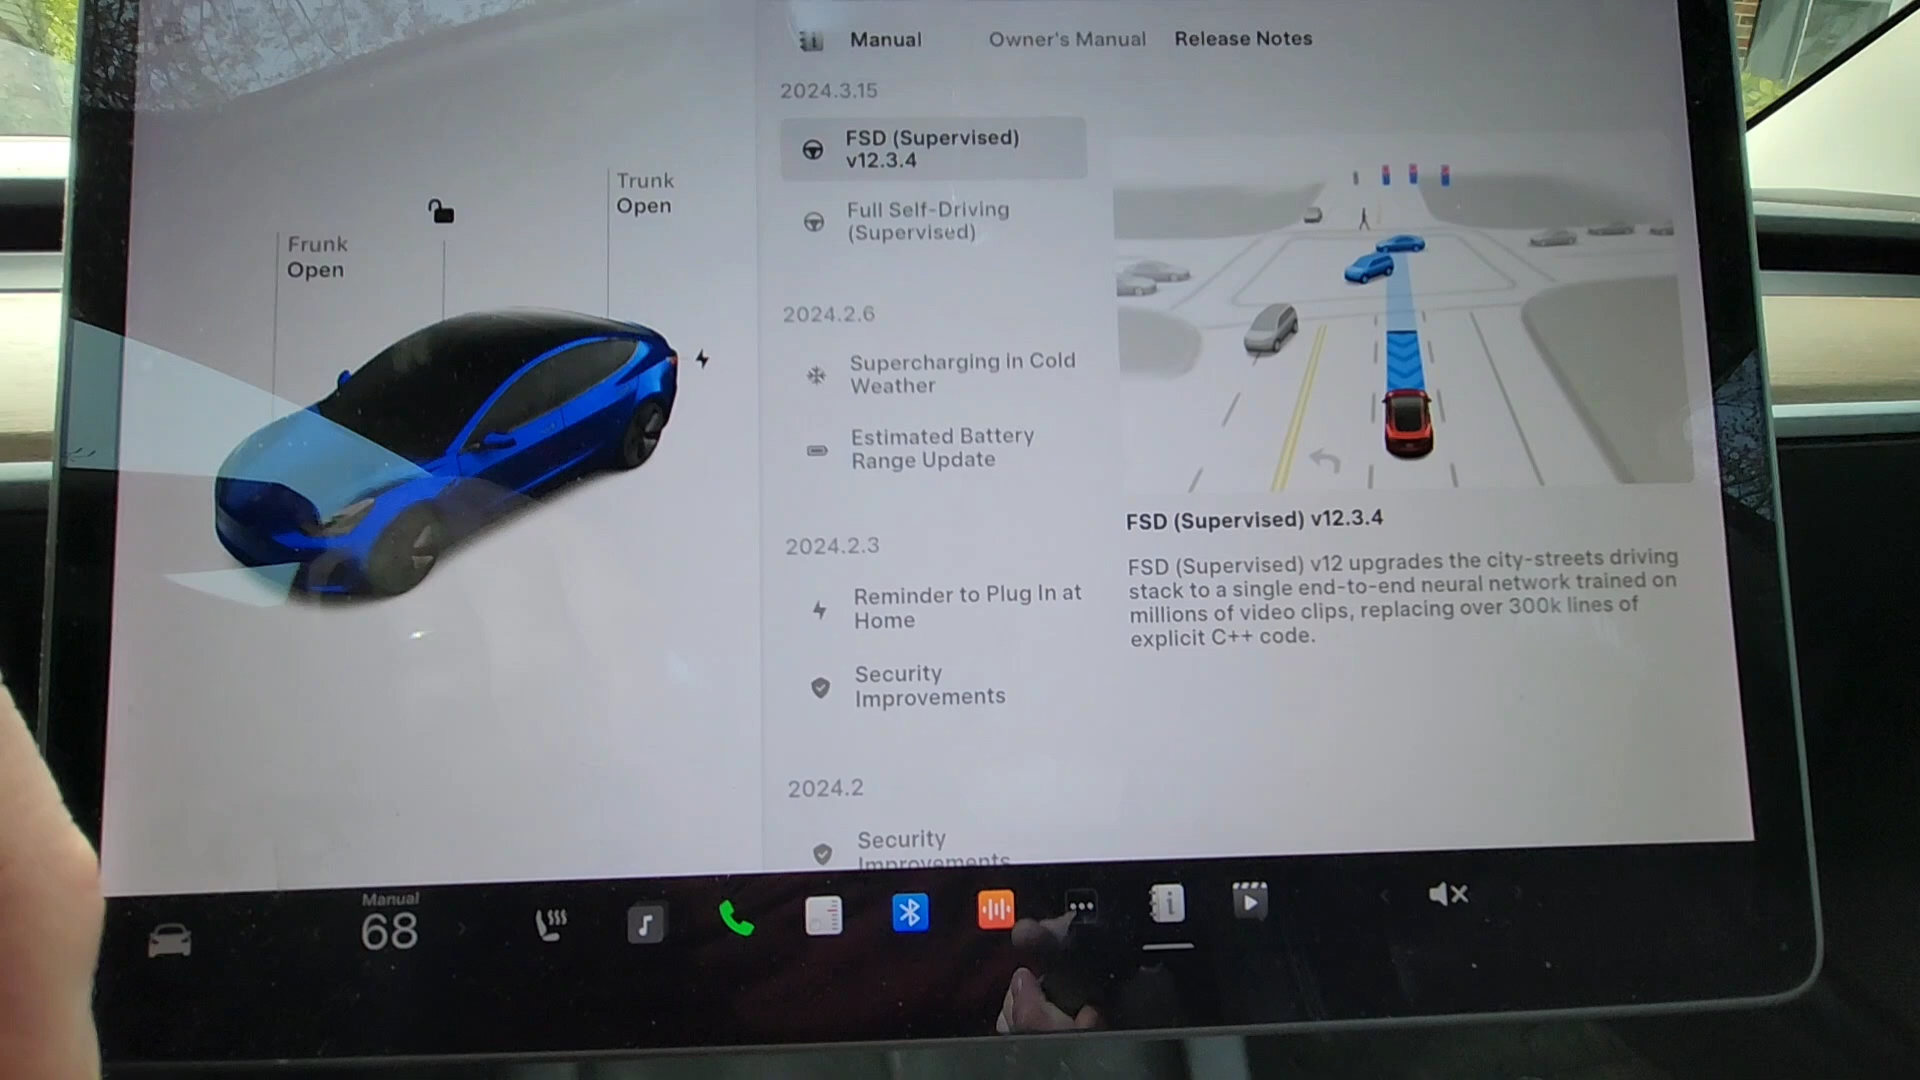 Manual
Owner's Manual
Release Notes
2024.3.15
FSD (Supervised)
v12.3.4
Full Self-Driving
(Supervised)
2024.2.6
Supercharging in Cold
Weather
Estimated Battery
Range Update
2024.2.3
Reminder to Plug In at
Home
Security
Improvements
2024.2
Security
Improvements
Frunk
Open
Trunk
Open
FSD (Supervised) v12.3.4
FSD (Supervised) v12 upgrades the city-streets driving
stack to a single end-to-end neural network trained on
millions of video clips, replacing over 300k lines of
explicit C++ code.
Manual
68